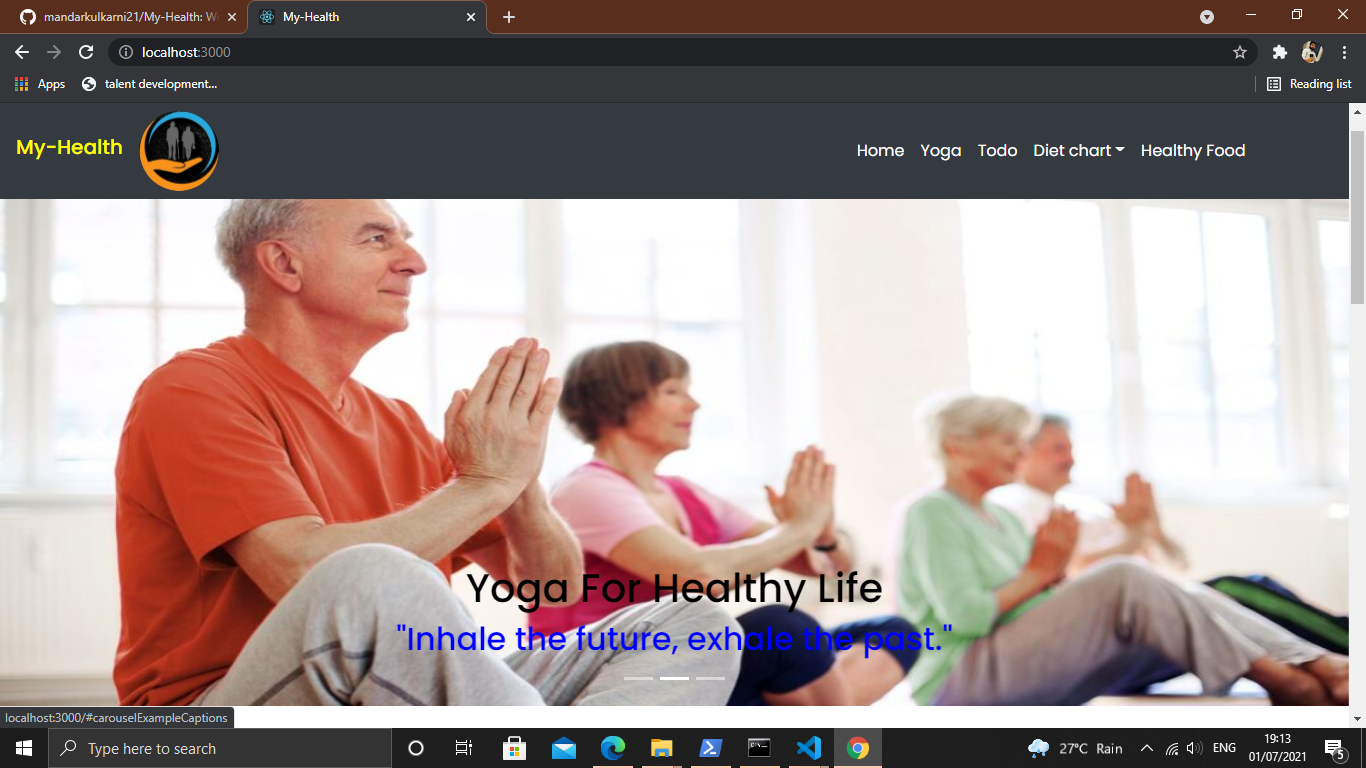 mandarkulkarni21/My-Health: W
My-Health
localhost:3000
Apps
talent development...
Reading list
My-Health
Home
Yoga
Todo
Diet chart
Healthy Food
Yoga For Healthy Life
"Inhale the future, exhale the past."
localhost:3000/#carouselExampleCaptions
Type here to search
27°C Rain
ENG
19:13
01/07/2021
5